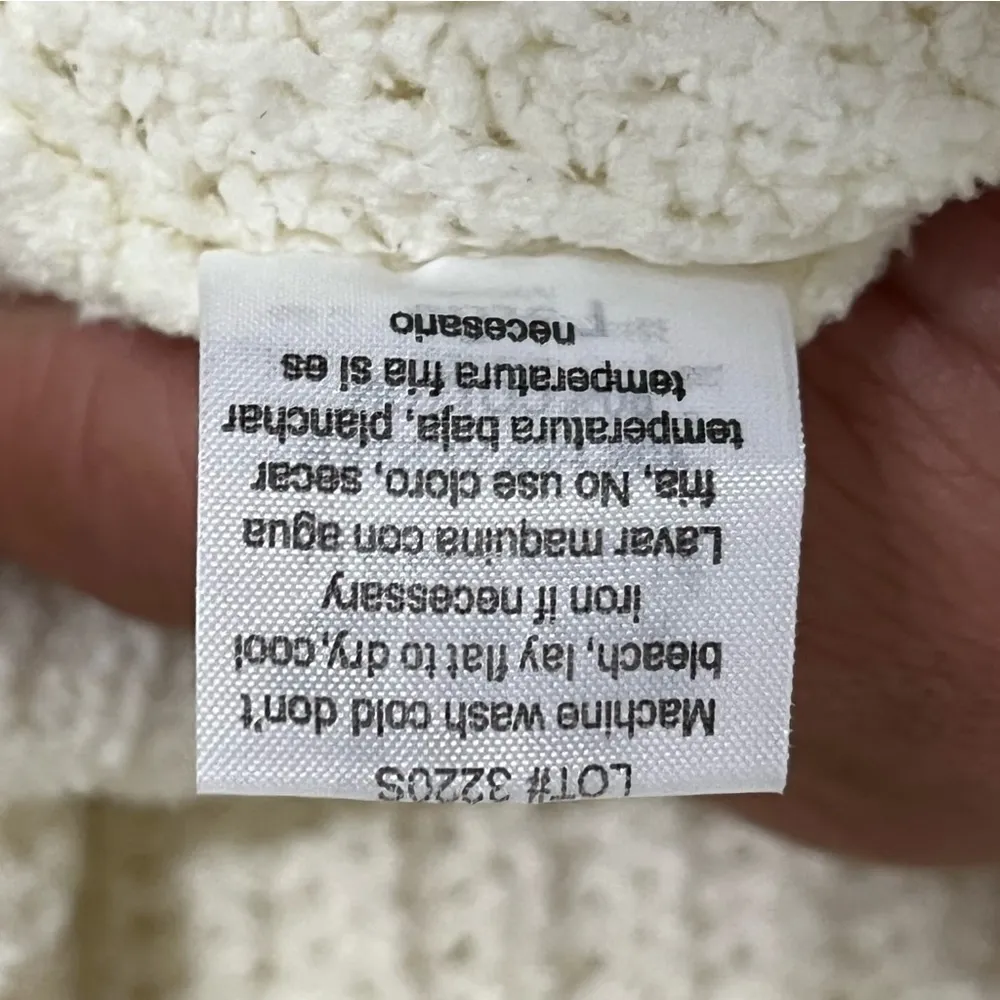 LOT# 3220S
Machine wash cold don't
bleach, lay flat to dry,cool
iron if necessary
Lavar maquina con agua
fria, No use cloro, secar
temperatura baja, planchar
temperatura fria si es
necesario